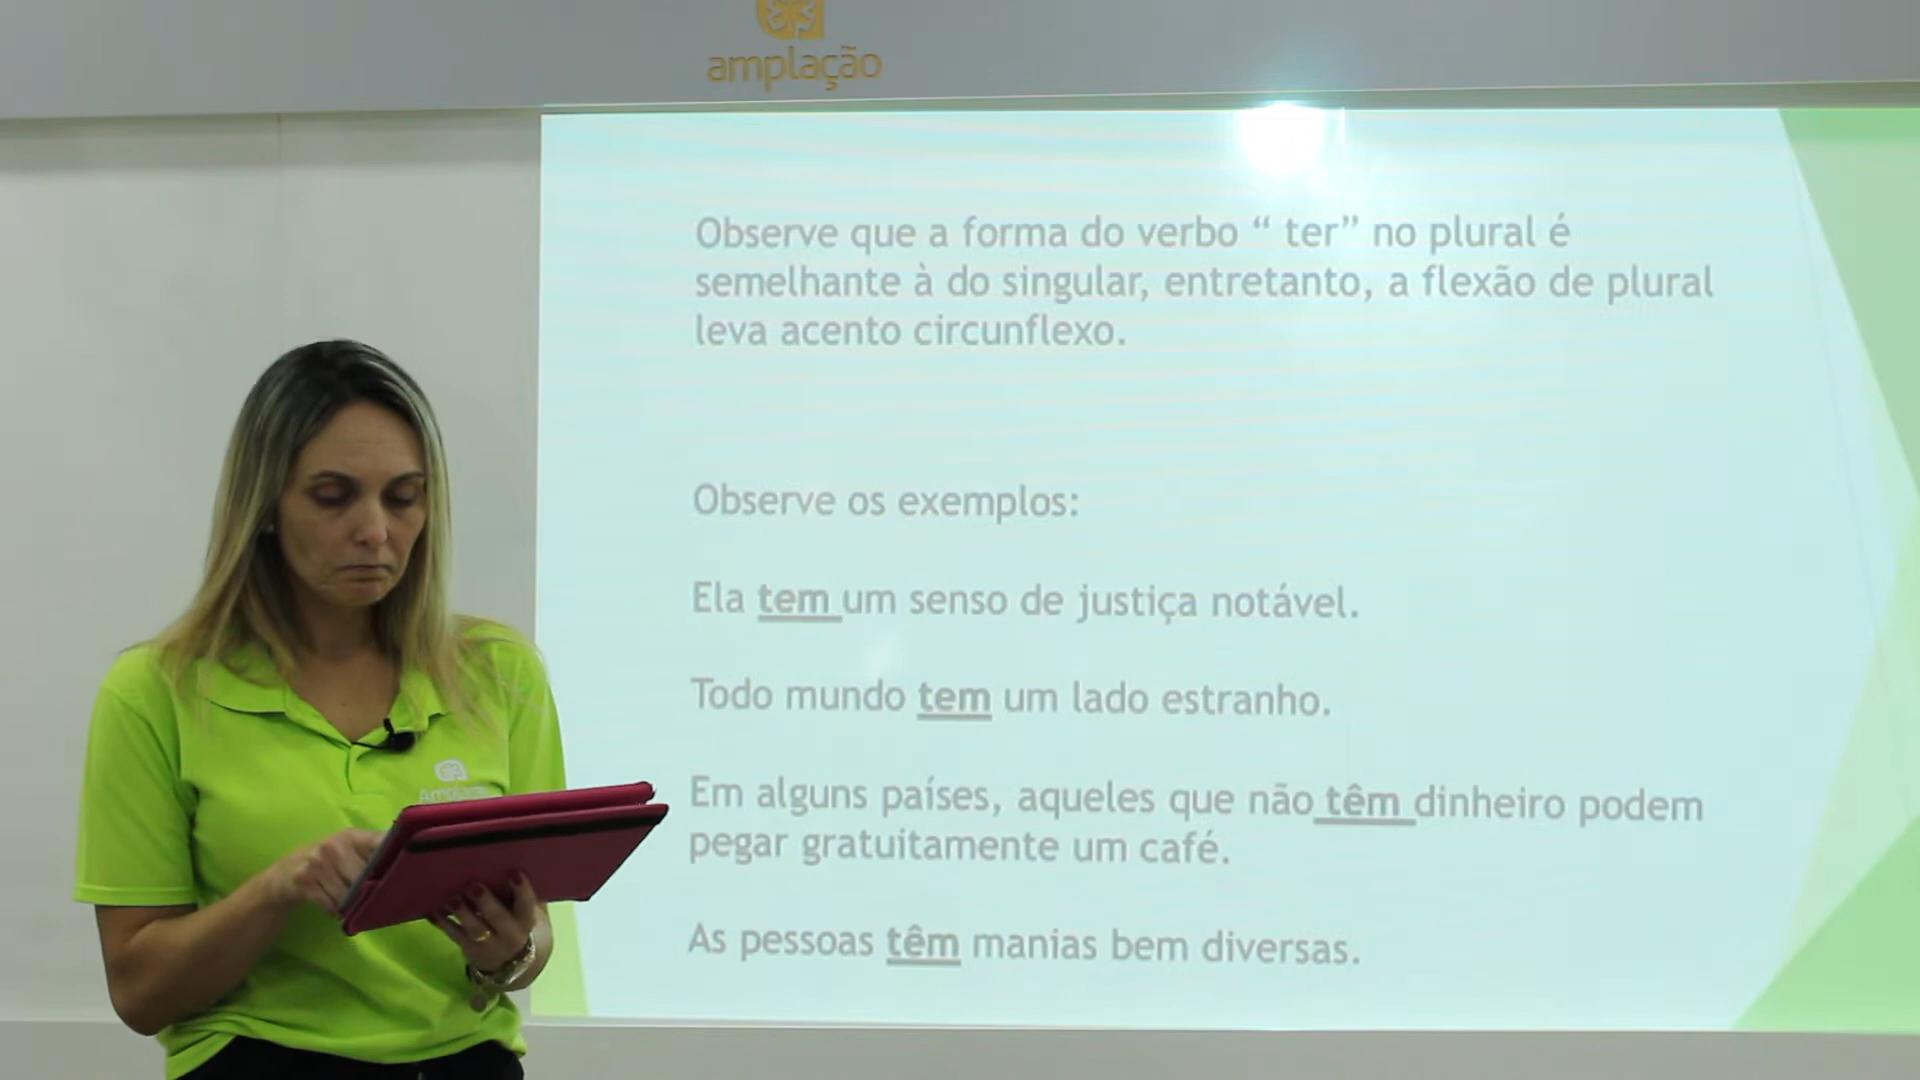 amplação
Observe que a forma do verbo “ ter” no plural é
semelhante à do singular, entretanto, a flexão de plural
leva acento circunflexo.
Observe os exemplos:
Ela tem um senso de justiça notável.
Todo mundo tem um lado estranho.
Em alguns países, aqueles que não têm dinheiro podem
pegar gratuitamente um café.
As pessoas têm manias bem diversas.
Amplação